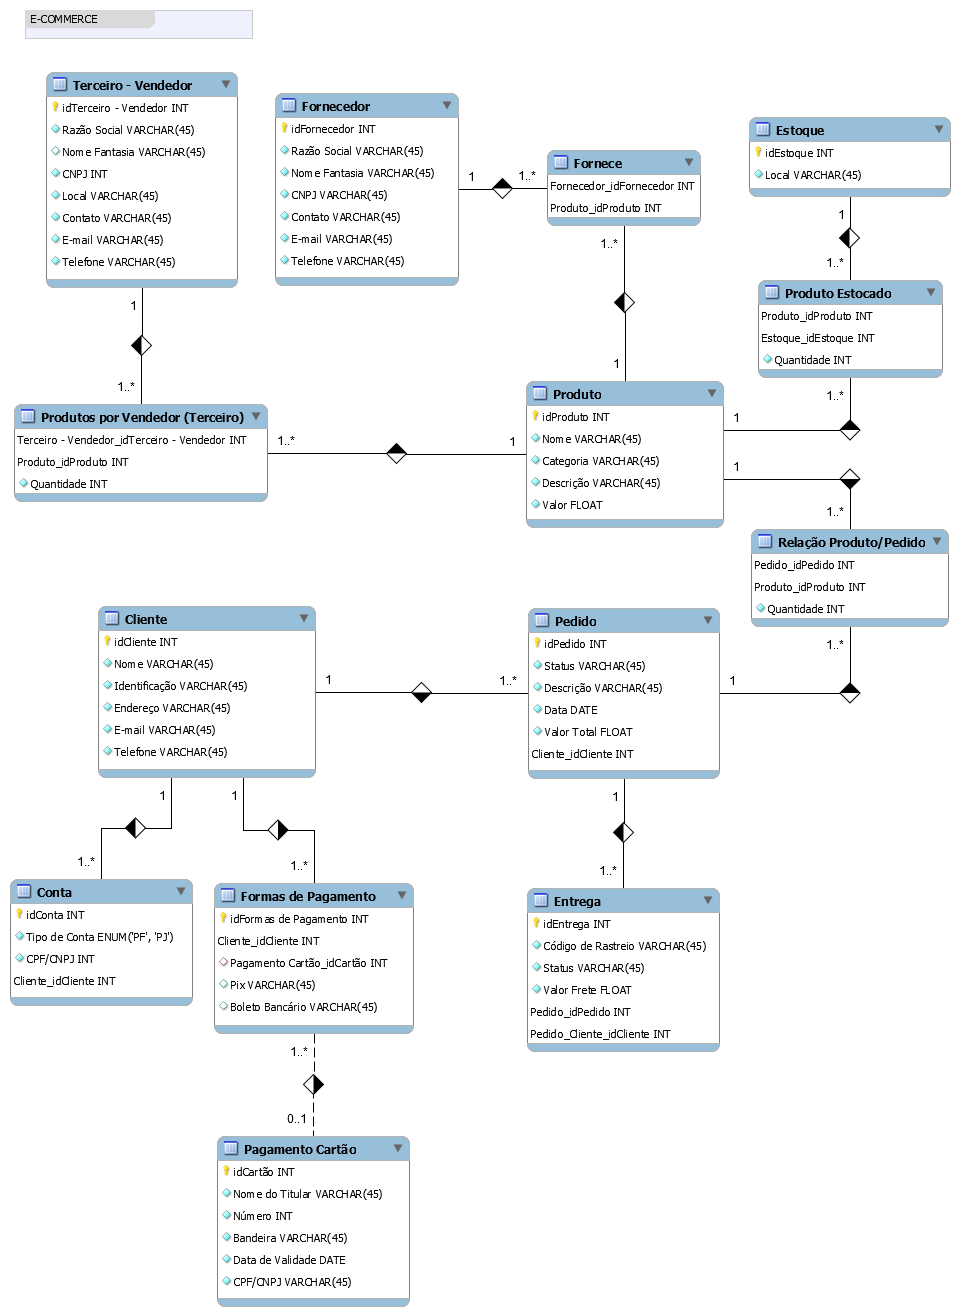 E-COMMERCE
Terceiro - Vendedor
idTerceiro - Vendedor INT
Razão Social VARCHAR(45)
Nome Fantasia VARCHAR(45)
CNPJ INT
Local VARCHAR(45)
Contato VARCHAR(45)
E-mail VARCHAR(45)
Telefone VARCHAR(45)
1
1..*
Fornecedor
idFornecedor INT
Razão Social VARCHAR(45)
Nome Fantasia VARCHAR(45)
CNPJ VARCHAR(45)
Contato VARCHAR(45)
E-mail VARCHAR(45)
Telefone VARCHAR(45)
1
1..*
Fornece
Fornecedor_idFornecedor INT
Produto_idProduto INT
1..*
1
Estoque
idEstoque INT
Local VARCHAR(45)
1
1..*
Produto Estocado
Produto_idProduto INT
Estoque_idEstoque INT
Quantidade INT
1..*
1
Produtos por Vendedor (Terceiro)
Terceiro - Vendedor_idTerceiro - Vendedor INT
Produto_idProduto INT
Quantidade INT
1..*
1
Produto
idProduto INT
Nome VARCHAR(45)
Categoria VARCHAR(45)
Descrição VARCHAR(45)
Valor FLOAT
1
1..*
Relação Produto/Pedido
Pedido_idPedido INT
Produto_idProduto INT
Quantidade INT
1..*
1
Cliente
idCliente INT
Nome VARCHAR(45)
Identificação VARCHAR(45)
Endereço VARCHAR(45)
E-mail VARCHAR(45)
Telefone VARCHAR(45)
1
1..*
Pedido
idPedido INT
Status VARCHAR(45)
Descrição VARCHAR(45)
Data DATE
Valor Total FLOAT
Cliente_idCliente INT
1
1..*
1
1..*
1
1..*
Conta
idConta INT
Tipo de Conta ENUM('PF', 'PJ')
CPF/CNPJ INT
Cliente_idCliente INT
Formas de Pagamento
idFormas de Pagamento INT
Cliente_idCliente INT
Pagamento Cartão_idCartão INT
Pix VARCHAR(45)
Boleto Bancário VARCHAR(45)
Entrega
idEntrega INT
Código de Rastreio VARCHAR(45)
Status VARCHAR(45)
Valor Frete FLOAT
Pedido_idPedido INT
Pedido_Cliente_idCliente INT
1..*
0..1
Pagamento Cartão
idCartão INT
Nome do Titular VARCHAR(45)
Número INT
Bandeira VARCHAR(45)
Data de Validade DATE
CPF/CNPJ VARCHAR(45)